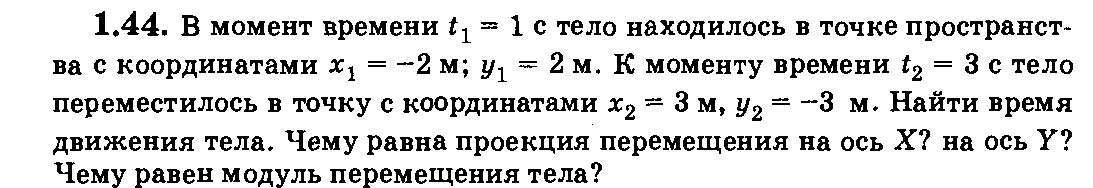 1.44. В момент времени t₁ = 1 с тело находилось в точке пространст-
ва с координатами x₁ = −2 м; y₁ = 2 м. К моменту времени t₂ = 3 с тело
переместилось в точку с координатами x₂ = 3 м, y₂ = −3 м. Найти время
движения тела. Чему равна проекция перемещения на ось X? на ось Y?
Чему равен модуль перемещения тела?